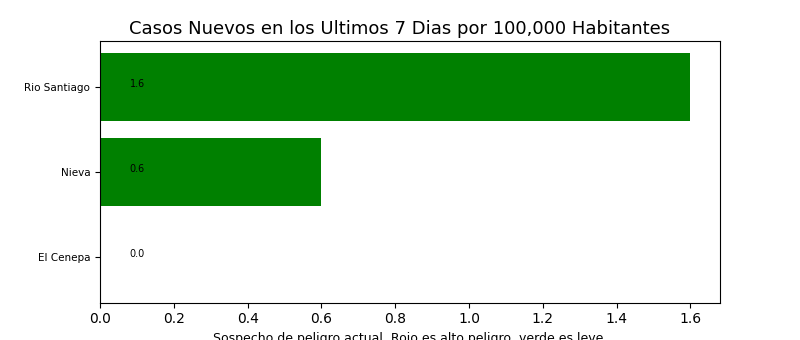 Casos Nuevos en los Ultimos 7 Dias por 100,000 Habitantes
Rio Santiago
1.6
Nieva
0.6
El Cenepa
0.0
0.0 0.2 0.4 0.6 0.8 1.0 1.2 1.4 1.6
Sospecho de peligro actual. Rojo es alto peligro, verde es leve